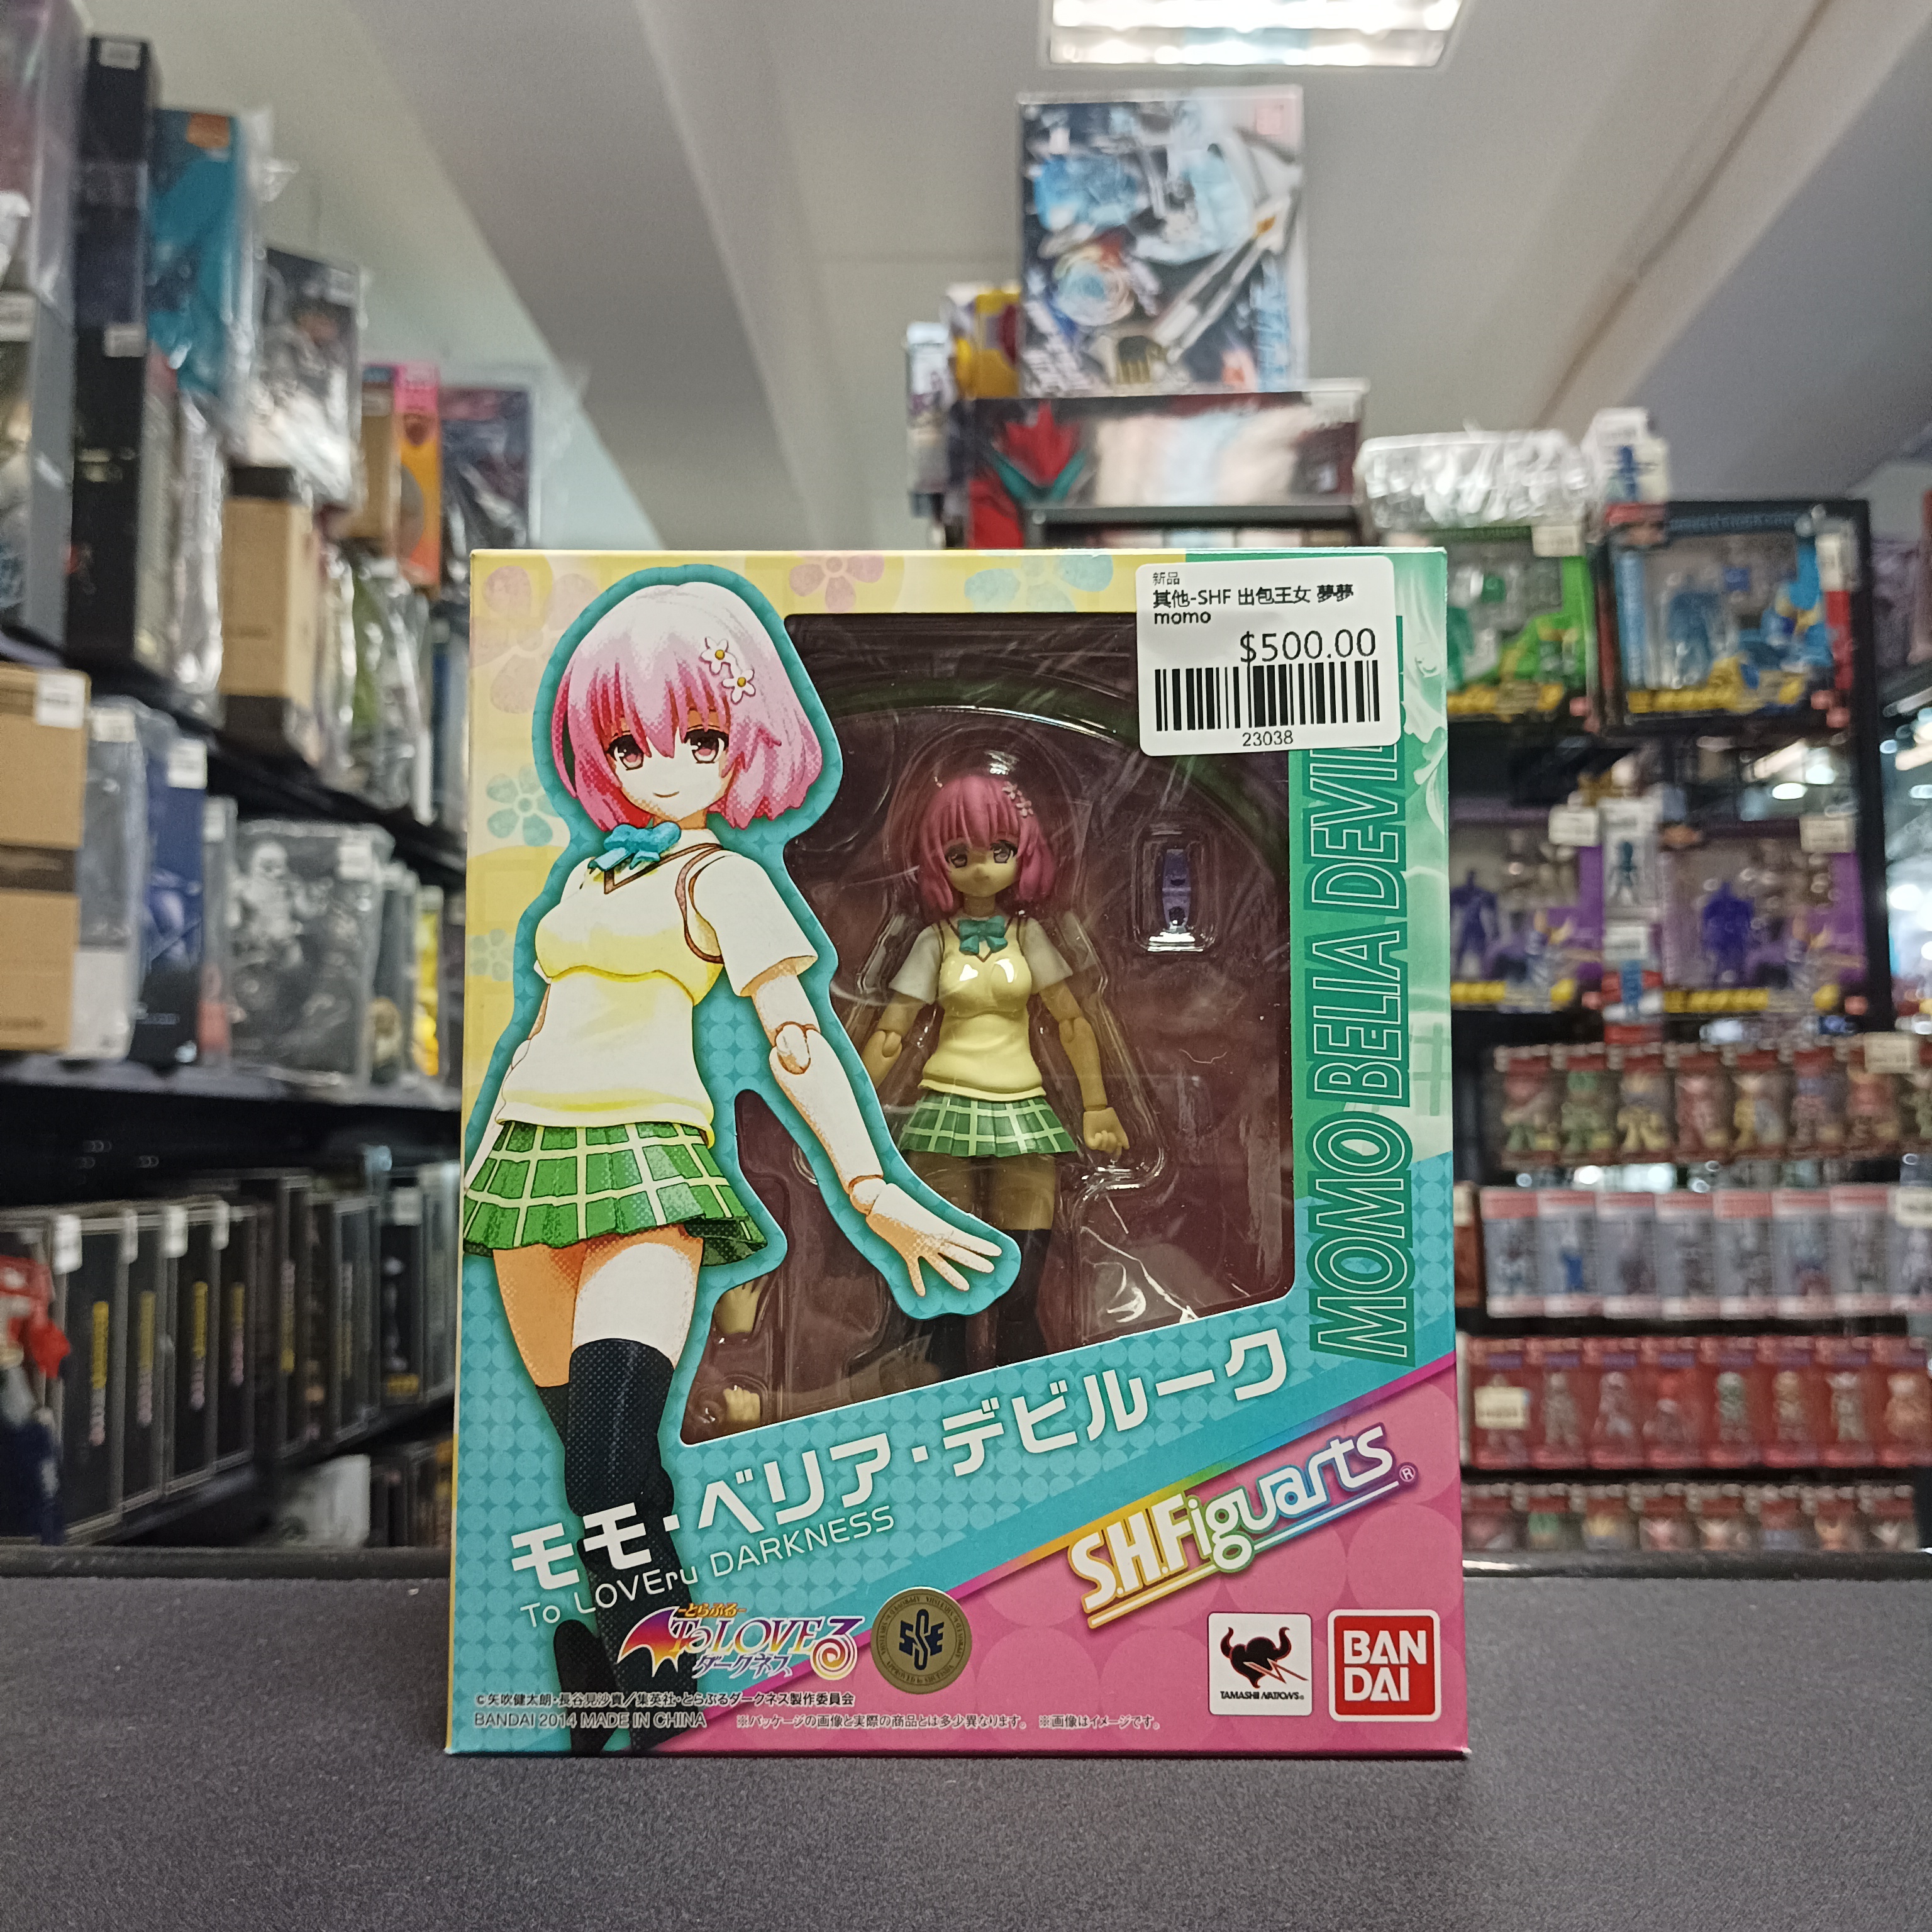 新品
其他-SHF 出包王女 夢夢
momo
$500.00
23038
MOMO BELIA DEVIL
モモ・ベリア・デビルーク
To LOVEru DARKNESS
S.H.Figuarts®
-とらぶる-
To LOVEる
ダークネス
SSE
TAMASHII NATIONS®
BAN
DAI
©矢吹健太朗・長谷見沙貴／集英社・とらぶるダークネス製作委員会
BANDAI 2014 MADE IN CHINA
※パッケージの画像と実際の商品とは多少異なります。 ※画像はイメージです。